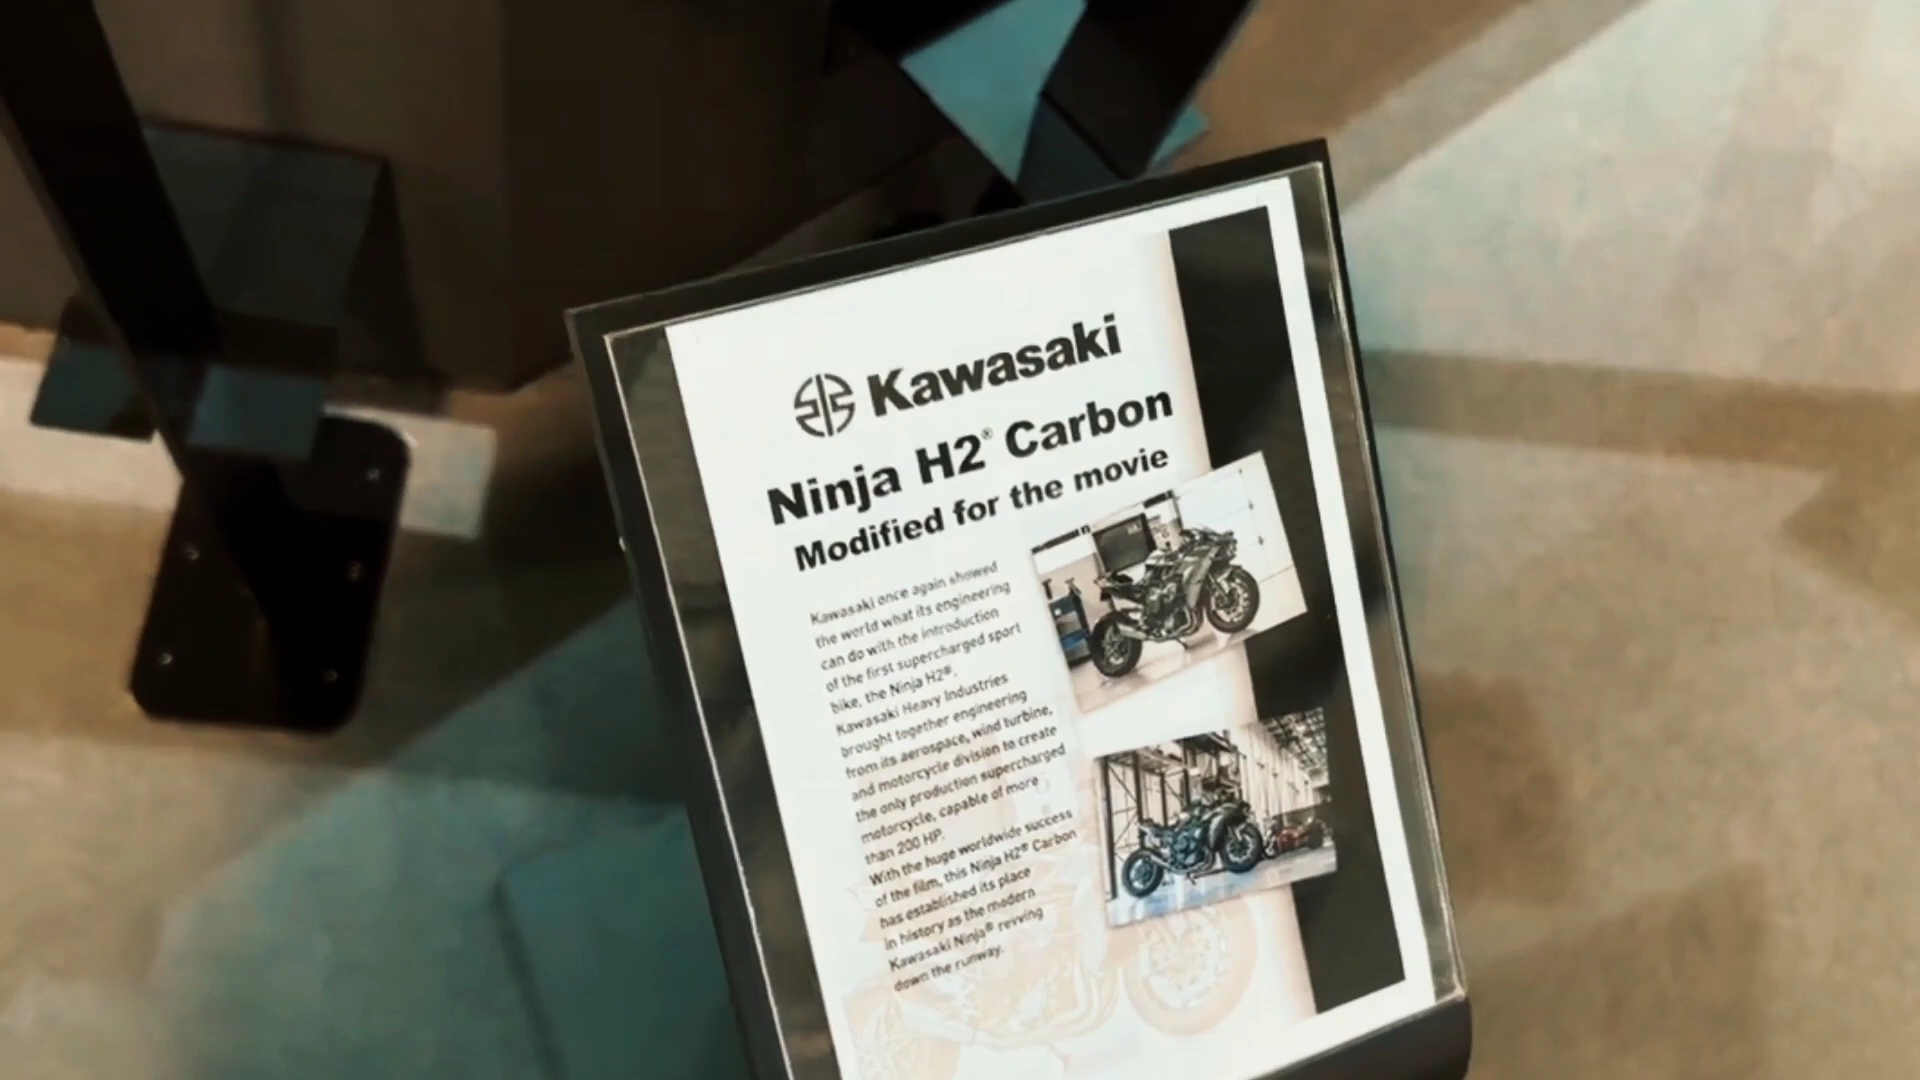 Kawasaki
Ninja H2® Carbon
Modified for the movie
Kawasaki once again showed
the world what its engineering
can do with the introduction
of the first supercharged sport
bike, the Ninja H2®.
Kawasaki Heavy Industries
brought together engineering
from its aerospace, wind turbine,
and motorcycle division to create
the only production supercharged
motorcycle, capable of more
than 200 HP.
With the huge worldwide success
of the film, this Ninja H2® Carbon
has established its place
in history as the modern
Kawasaki Ninja® revving
down the runway.